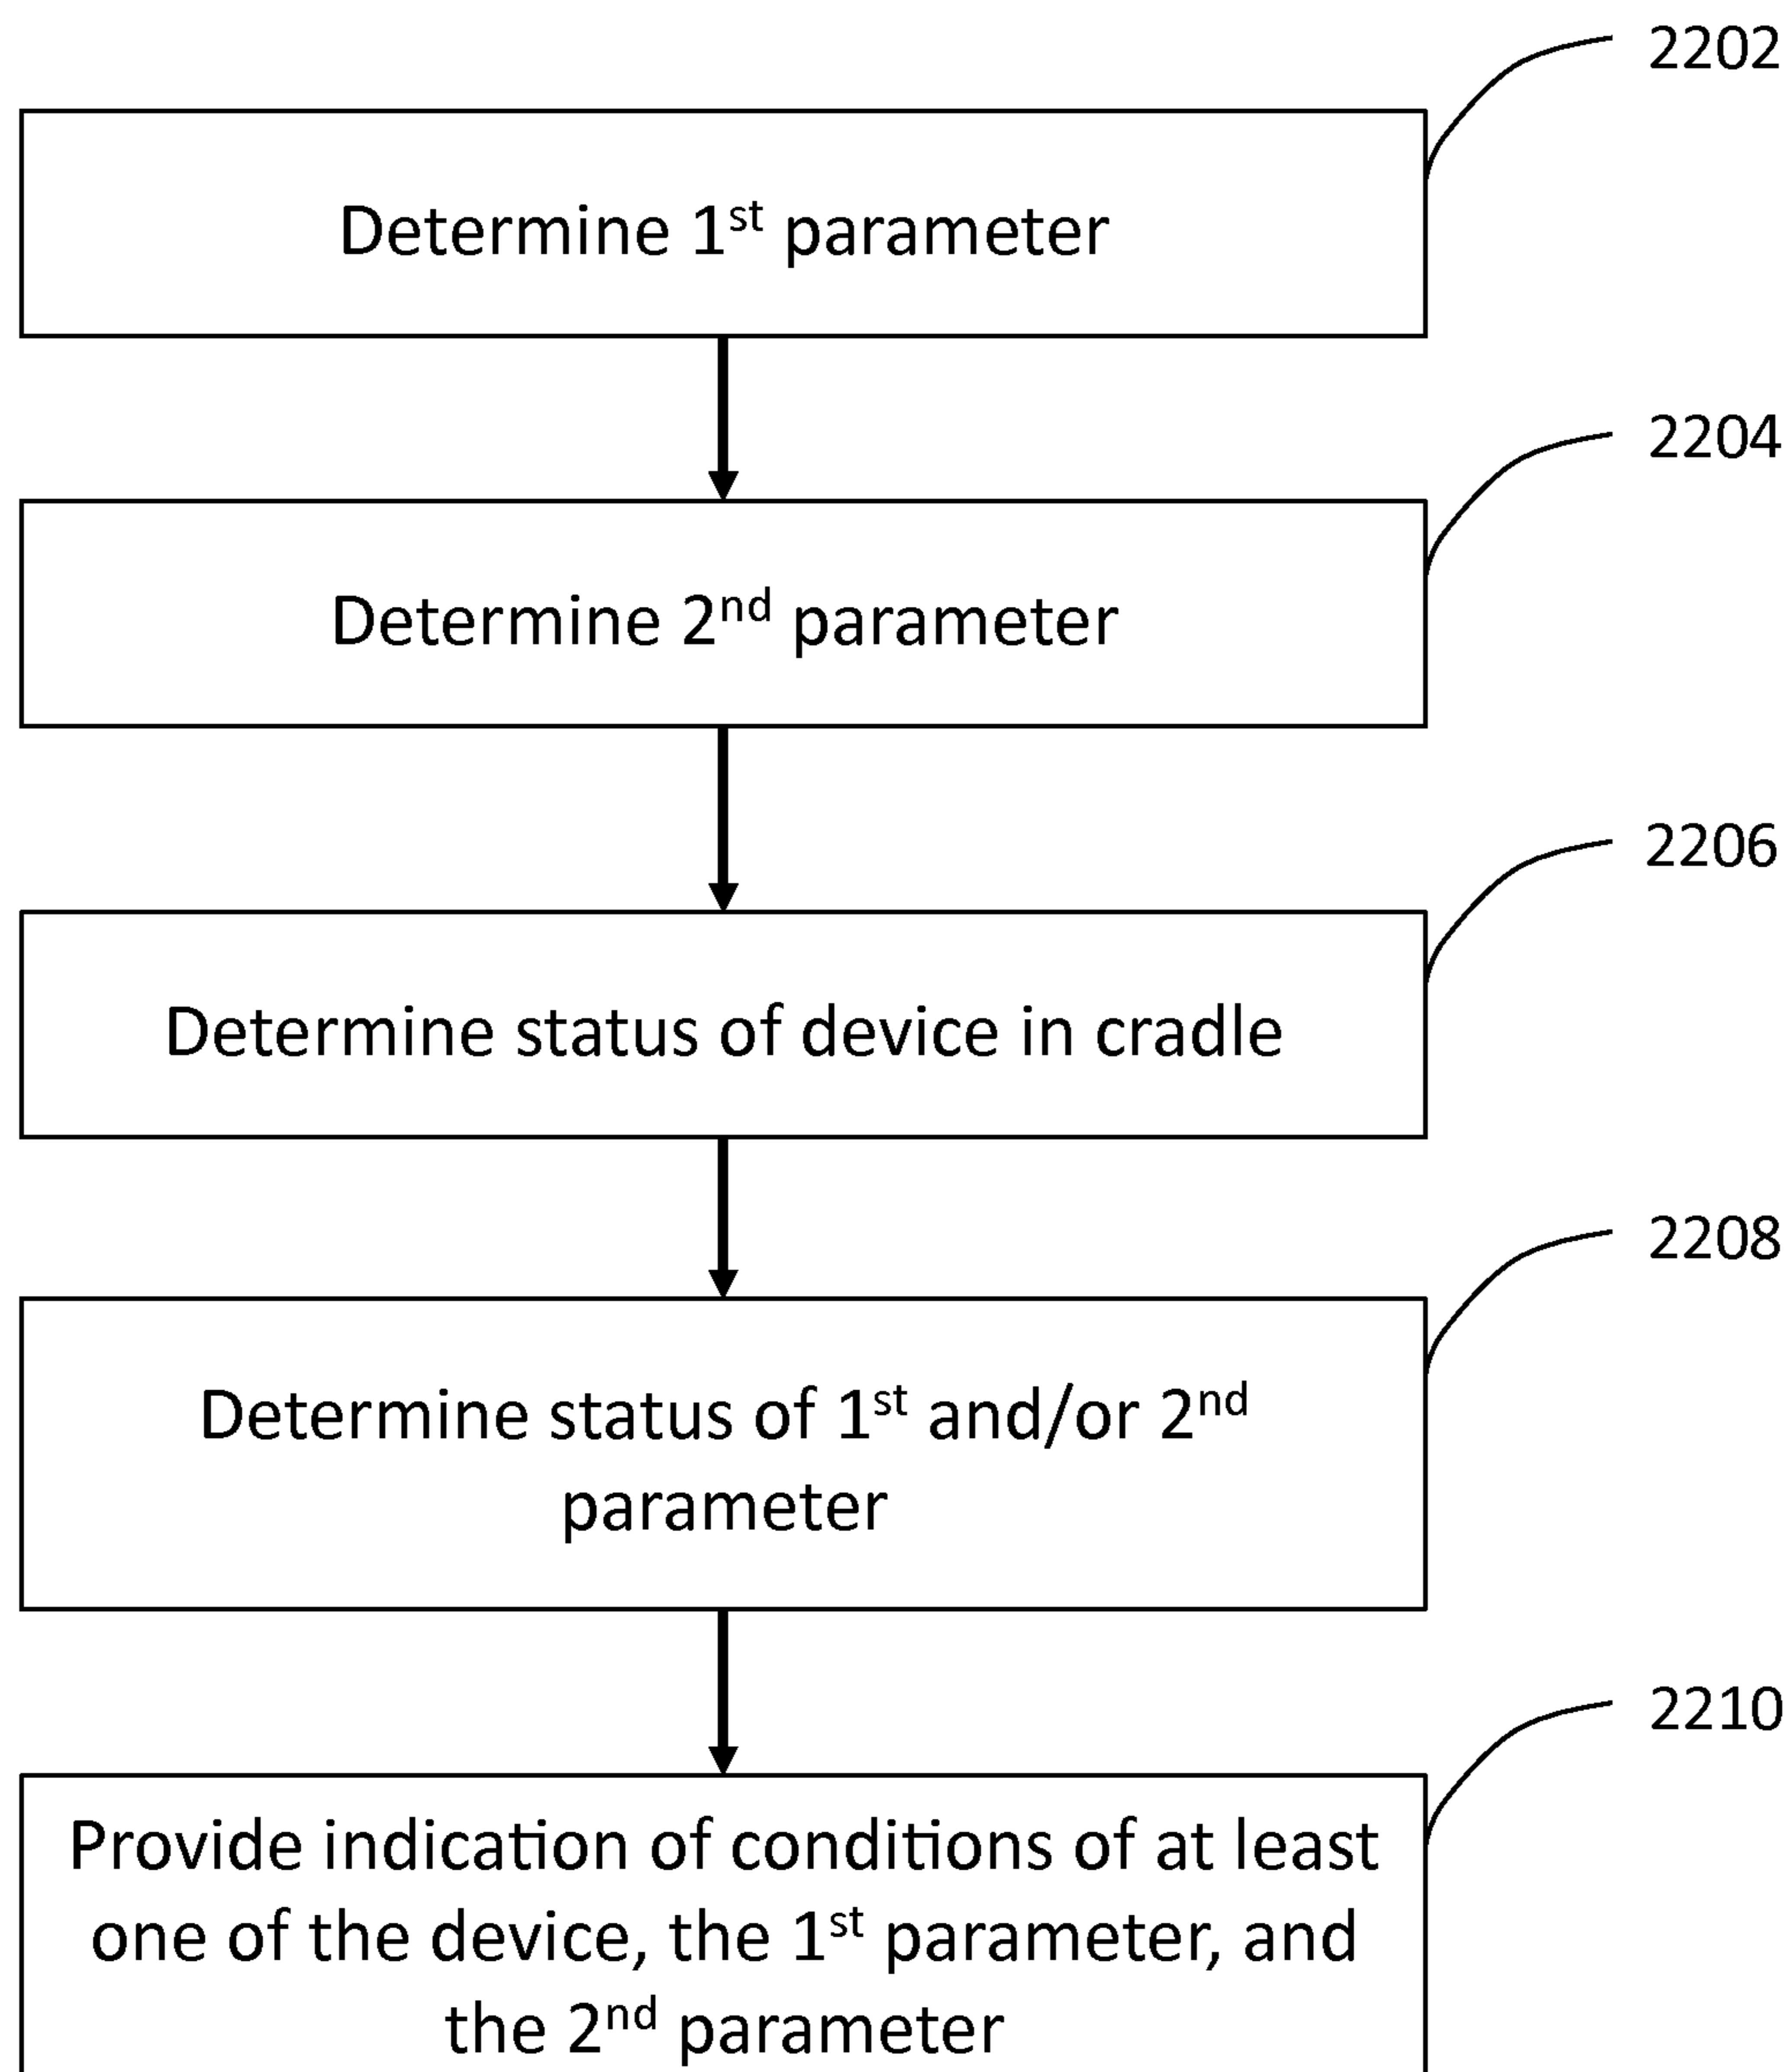 2202
Determine 1st parameter
2204
Determine 2nd parameter
2206
Determine status of device in cradle
2208
Determine status of 1st and/or 2nd
parameter
2210
Provide indication of conditions of at least
one of the device, the 1st parameter, and
the 2nd parameter